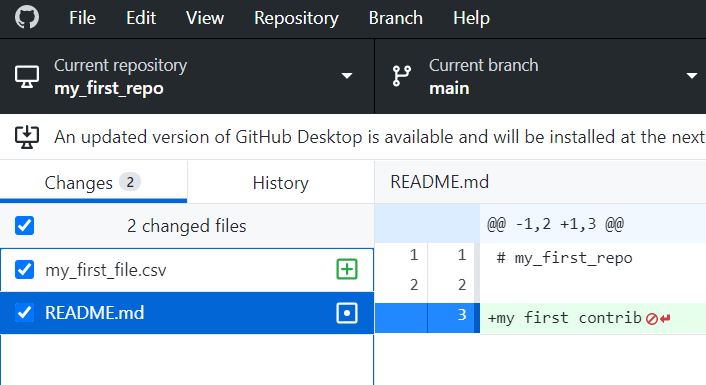 File Edit View Repository Branch Help
Current repository
my_first_repo
Current branch
main
An updated version of GitHub Desktop is available and will be installed at the next
Changes 2 History
README.md
2 changed files
@@ -1,2 +1,3 @@
my_first_file.csv
1 1 # my_first_repo
2 2
README.md
3 +my first contrib